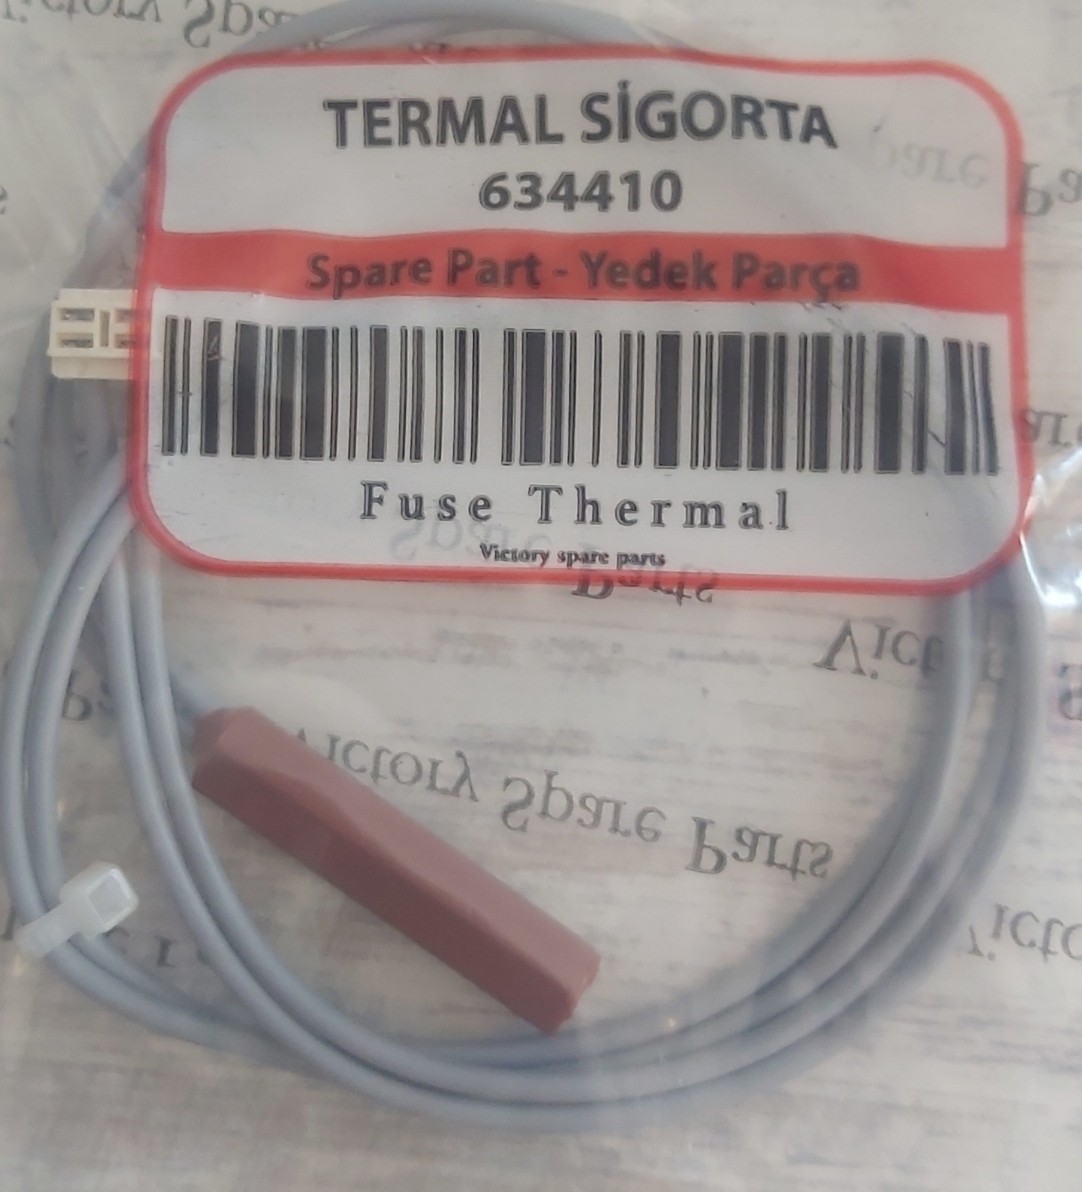 TERMAL SİGORTA
634410
Spare Part - Yedek Parça
Fuse Thermal
Victory spare parts
Victory Spare Parts